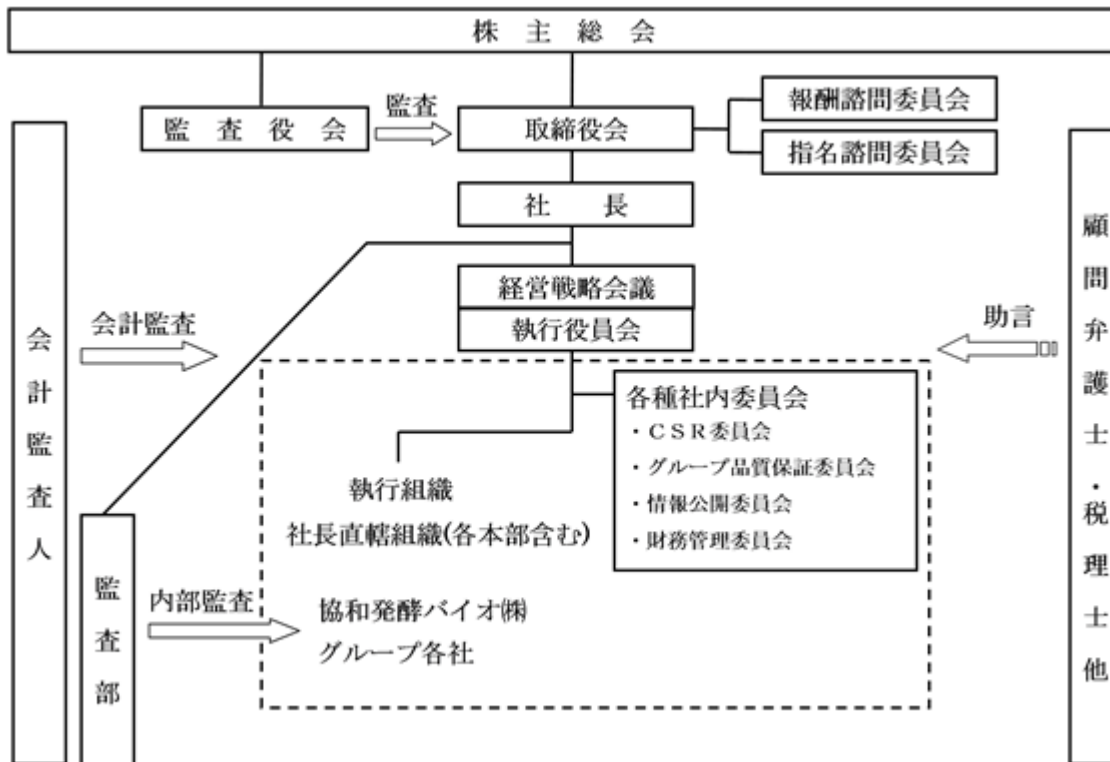 株主総会
監査
報酬諮問委員会
監査役会
取締役会
指名諮問委員会
社長
経営戦略会議
執行役員会
会計監査
助言
会計監査人
顧問弁護士・税理士他
各種社内委員会
・CSR委員会
・グループ品質保証委員会
・情報公開委員会
・財務管理委員会
執行組織
社長直轄組織(各本部含む)
監査部
内部監査
協和発酵バイオ㈱
グループ各社